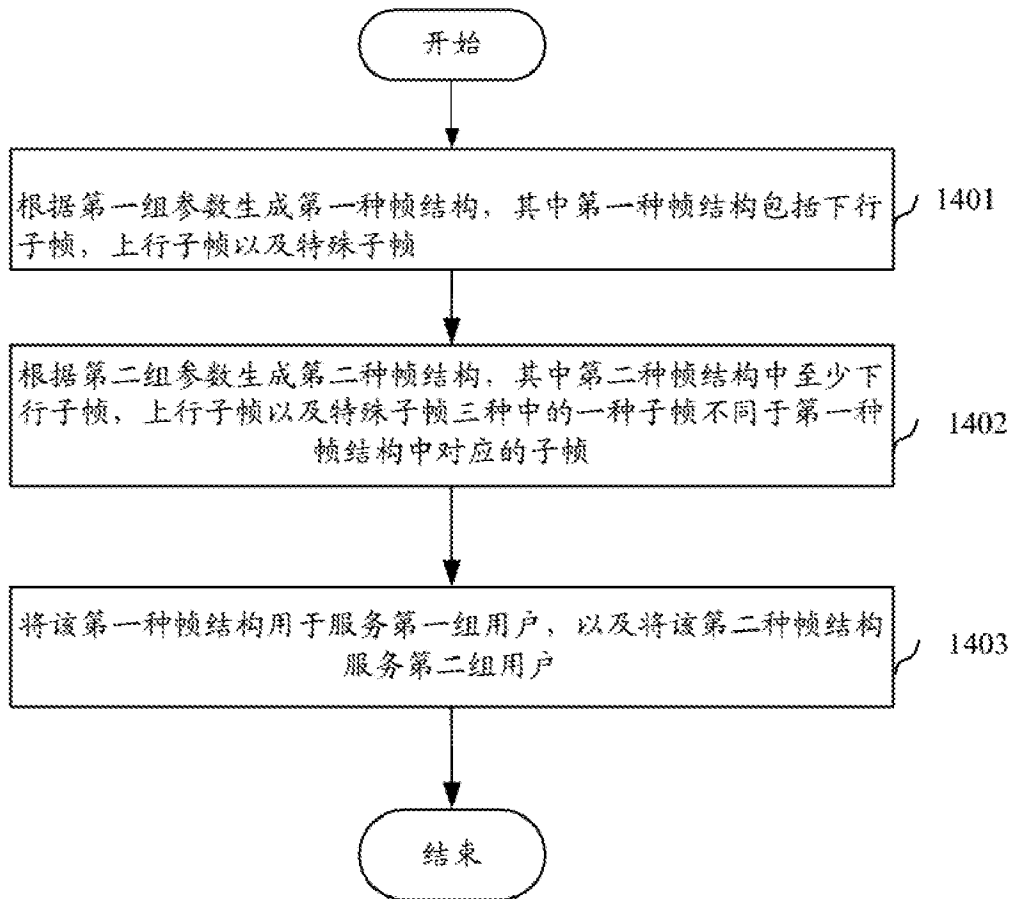 开始
根据第一组参数生成第一种帧结构，其中第一种帧结构包括下行
子帧，上行子帧以及特殊子帧
1401
根据第二组参数生成第二种帧结构，其中第二种帧结构中至少下
行子帧，上行子帧以及特殊子帧三种中的一种子帧不同于第一种
帧结构中对应的子帧
1402
将该第一种帧结构用于服务第一组用户，以及将该第二种帧结构
服务第二组用户
1403
结束